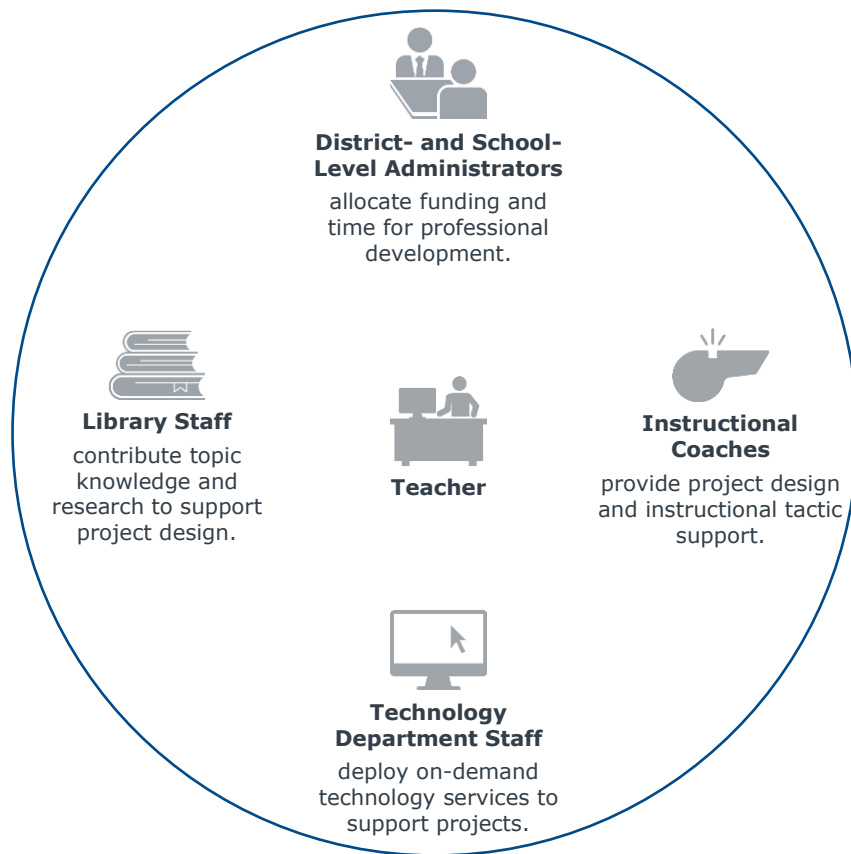 District- and School-
Level Administrators
allocate funding and
time for professional
development.
Library Staff
contribute topic
knowledge and
research to support
project design.
Teacher
Instructional
Coaches
provide project design
and instructional tactic
support.
Technology
Department Staff
deploy on-demand
technology services to
support projects.